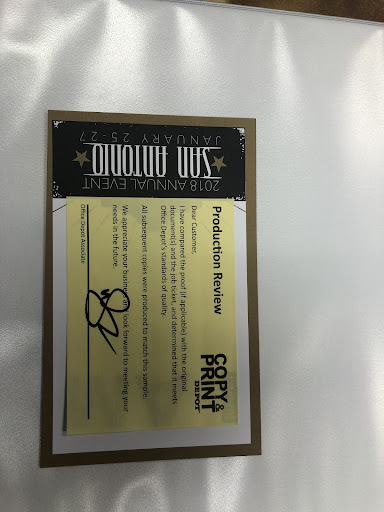 2018 ANNUAL EVENT
SAN ANTONIO
JANUARY 25-27
COPY &
PRINT
DEPOT
Production Review
Dear Customer,
I have compared the proof (if applicable) with the original
document(s) and the job ticket, and determined that it meets
Office Depot's standards of quality.
All subsequent copies were produced to match this sample.
We appreciate your business and look forward to meeting your
needs in the future.
Office Depot Associate